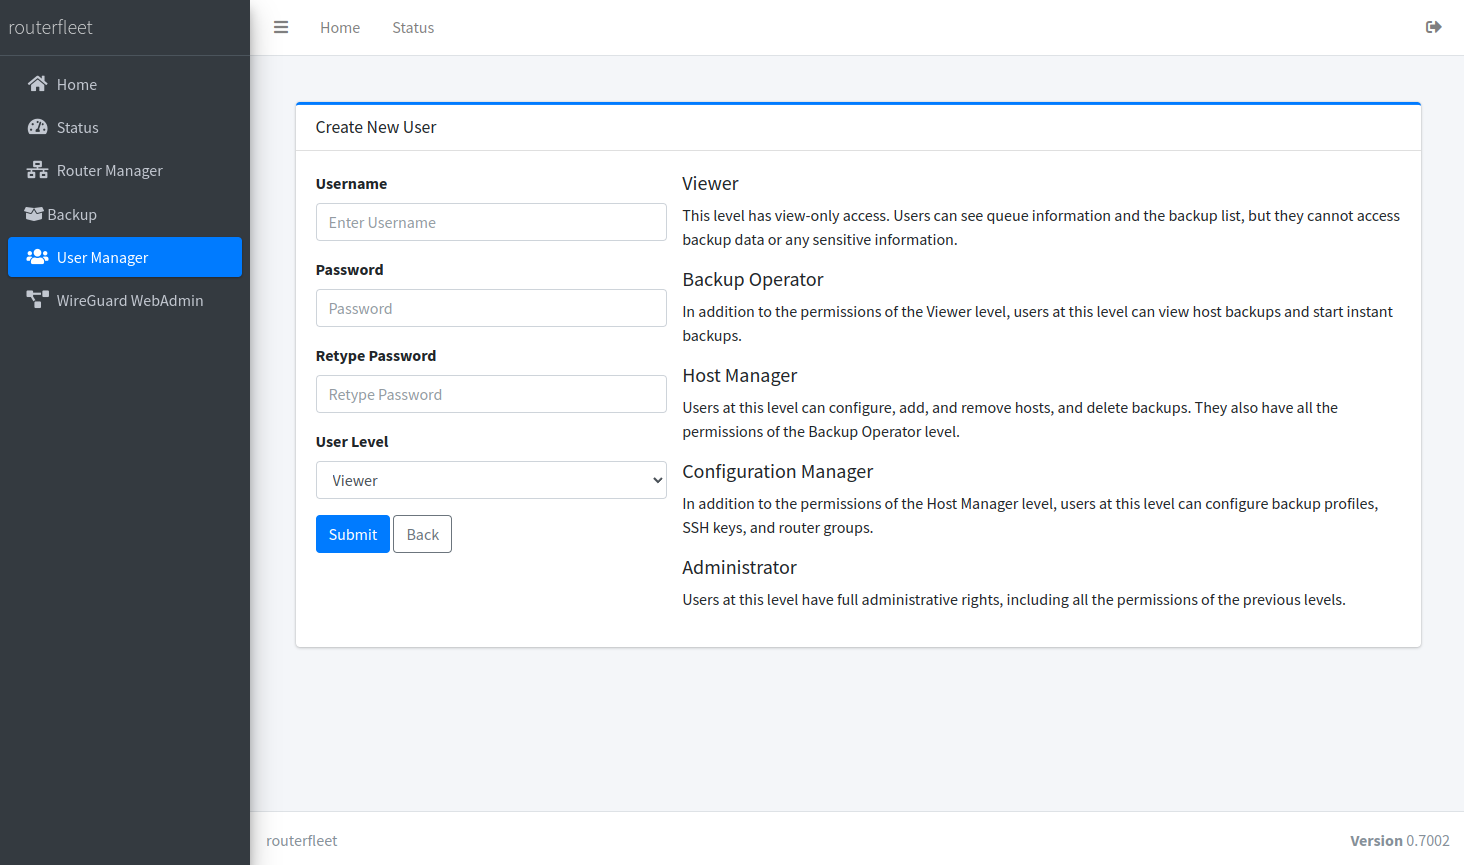 routerfleet
Home
Status
Router Manager
Backup
User Manager
WireGuard WebAdmin
Home
Status
Create New User
Username
Enter Username
Password
Password
Retype Password
Retype Password
User Level
Viewer
Submit
Back
Viewer
This level has view-only access. Users can see queue information and the backup list, but they cannot access
backup data or any sensitive information.
Backup Operator
In addition to the permissions of the Viewer level, users at this level can view host backups and start instant
backups.
Host Manager
Users at this level can configure, add, and remove hosts, and delete backups. They also have all the
permissions of the Backup Operator level.
Configuration Manager
In addition to the permissions of the Host Manager level, users at this level can configure backup profiles,
SSH keys, and router groups.
Administrator
Users at this level have full administrative rights, including all the permissions of the previous levels.
routerfleet
Version 0.7002